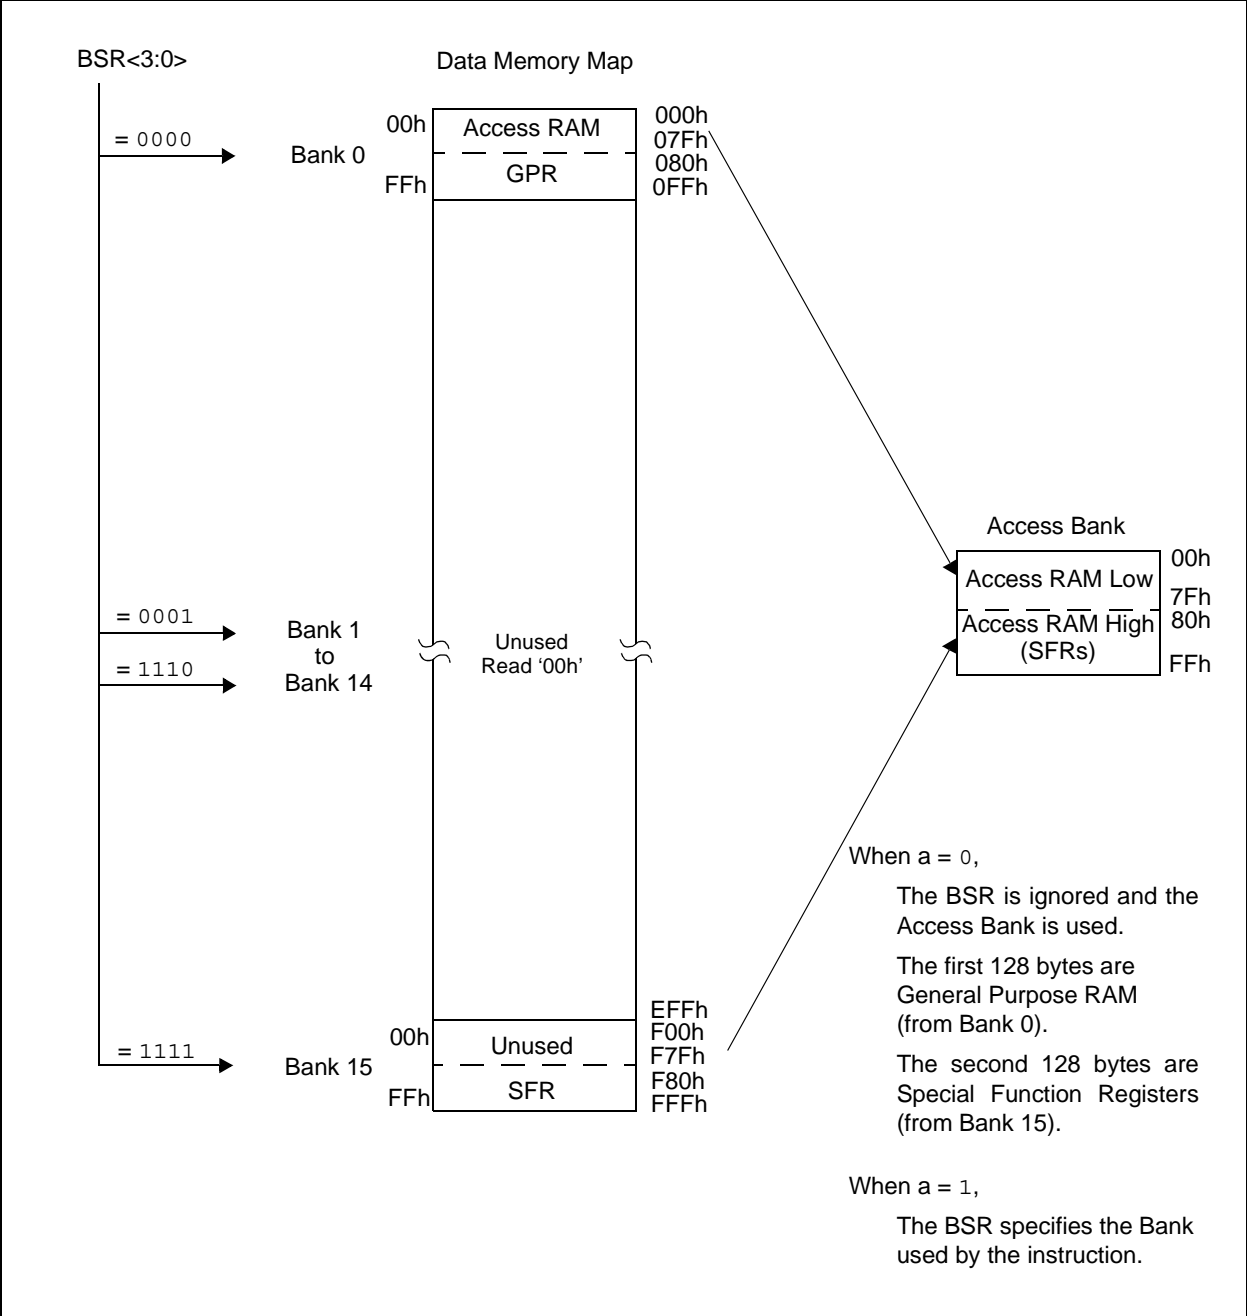 BSR<3:0>
Data Memory Map
= 0000
Bank 0
00h
FFh
Access RAM
GPR
000h
07Fh
080h
0FFh
Access Bank
Access RAM Low
Access RAM High
(SFRs)
00h
7Fh
80h
FFh
= 0001
= 1110
Bank 1
to
Bank 14
Unused
Read ‘00h’
= 1111
Bank 15
00h
FFh
Unused
SFR
EFFh
F00h
F7Fh
F80h
FFFh
When a = 0,
The BSR is ignored and the
Access Bank is used.
The first 128 bytes are
General Purpose RAM
(from Bank 0).
The second 128 bytes are
Special Function Registers
(from Bank 15).
When a = 1,
The BSR specifies the Bank
used by the instruction.